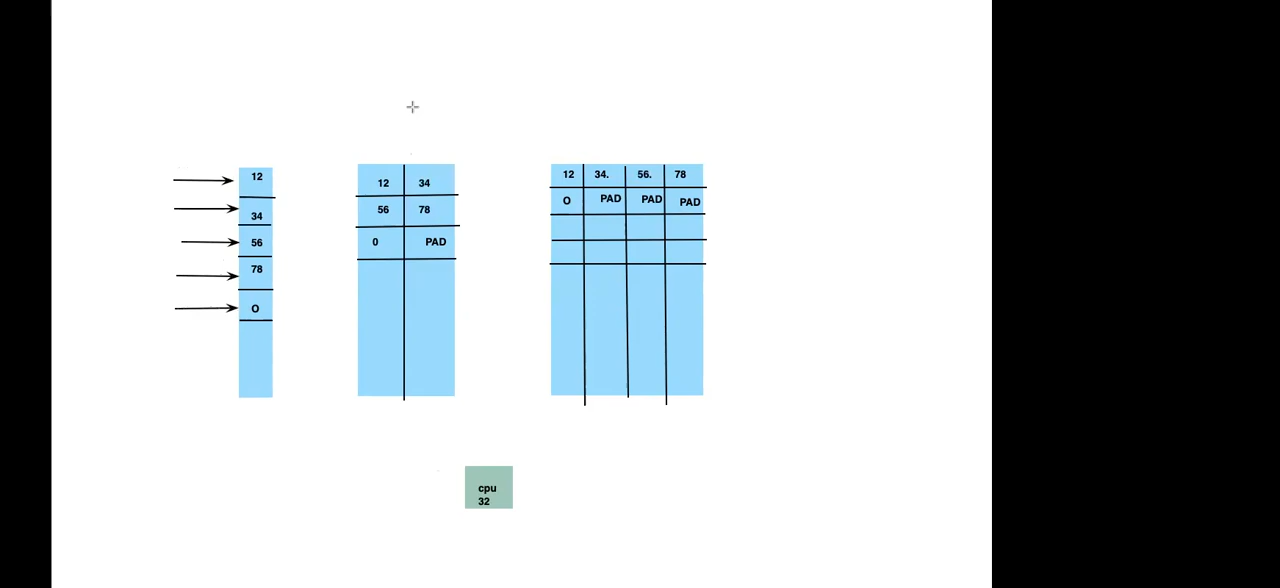 12
34
56
78
O
12 34
56 78
0 PAD
12 34. 56. 78
O PAD PAD PAD
cpu
32